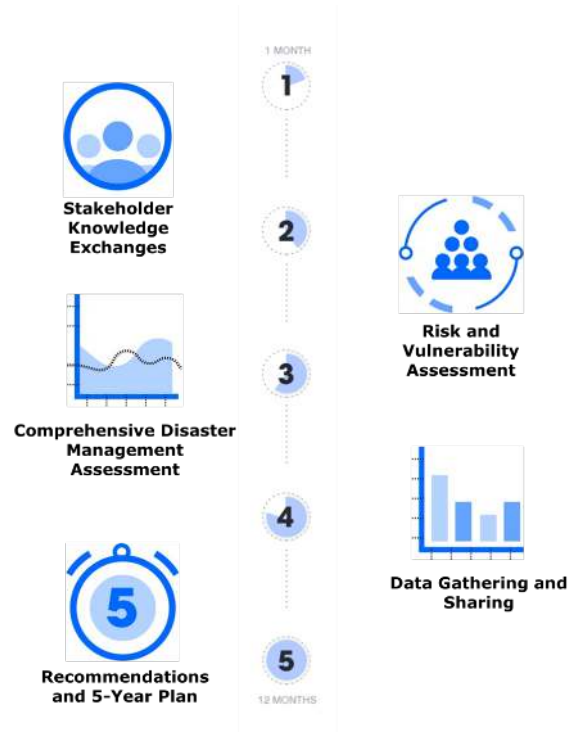 1 MONTH
1
Stakeholder
Knowledge
Exchanges
2
Risk and
Vulnerability
Assessment
3
Comprehensive Disaster
Management
Assessment
4
Data Gathering and
Sharing
5
5
Recommendations
and 5-Year Plan
12 MONTHS